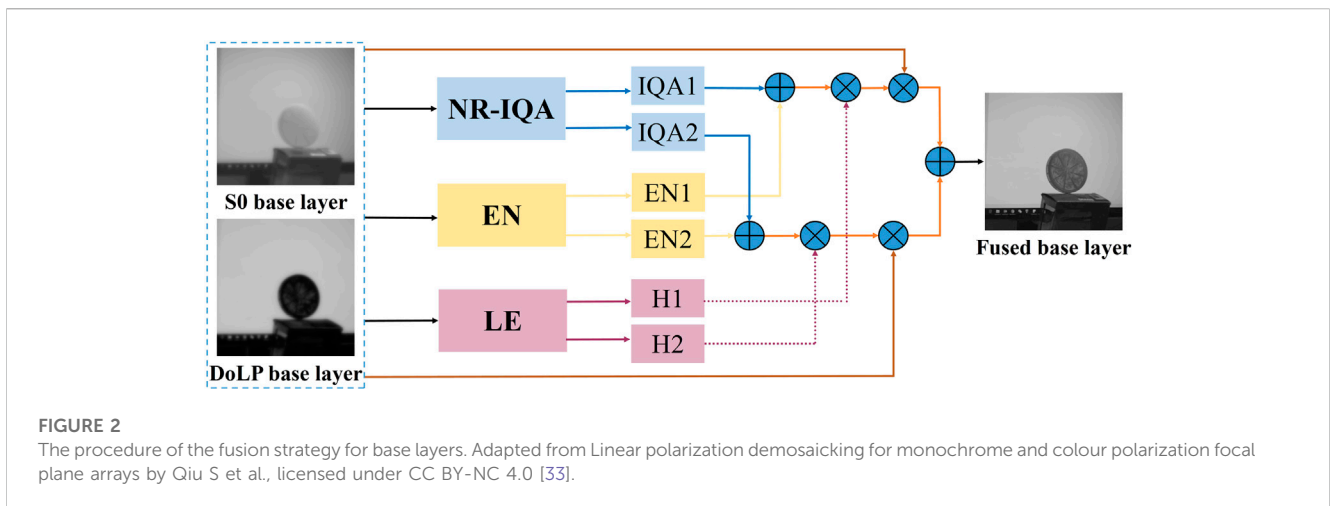 S0 base layer
DoLP base layer
NR-IQA
EN
LE
IQA1
IQA2
EN1
EN2
H1
H2
Fused base layer
FIGURE 2
The procedure of the fusion strategy for base layers. Adapted from Linear polarization demosaicking for monochrome and colour polarization focal
plane arrays by Qiu S et al., licensed under CC BY-NC 4.0 [33].